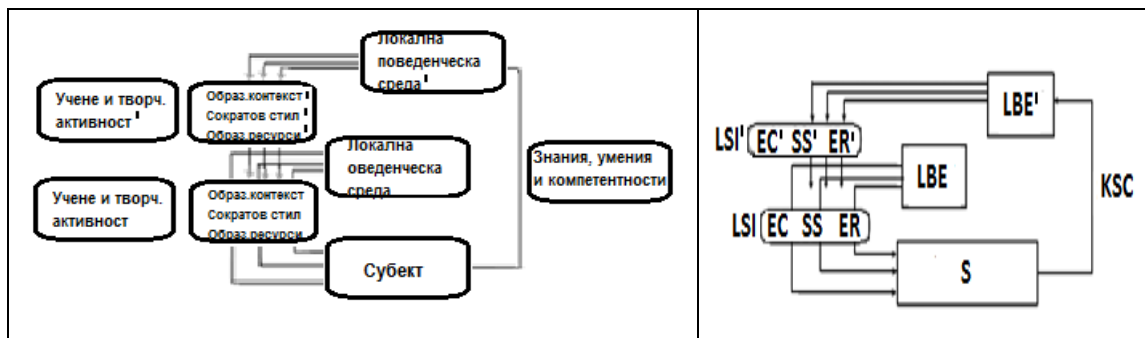 Локална
поведенческа
среда'
Учене и творч.
активност'
Образ.контекст'
Сократов стил'
Образ.ресурси'
Локална
оведенческа
среда
Знания, умения
и компетентности
Учене и творч.
активност
Образ.контекст
Сократов стил
Образ.ресурси
Субект
LBE'
LSI' EC' SS' ER'
LBE
KSC
LSI EC SS ER
S